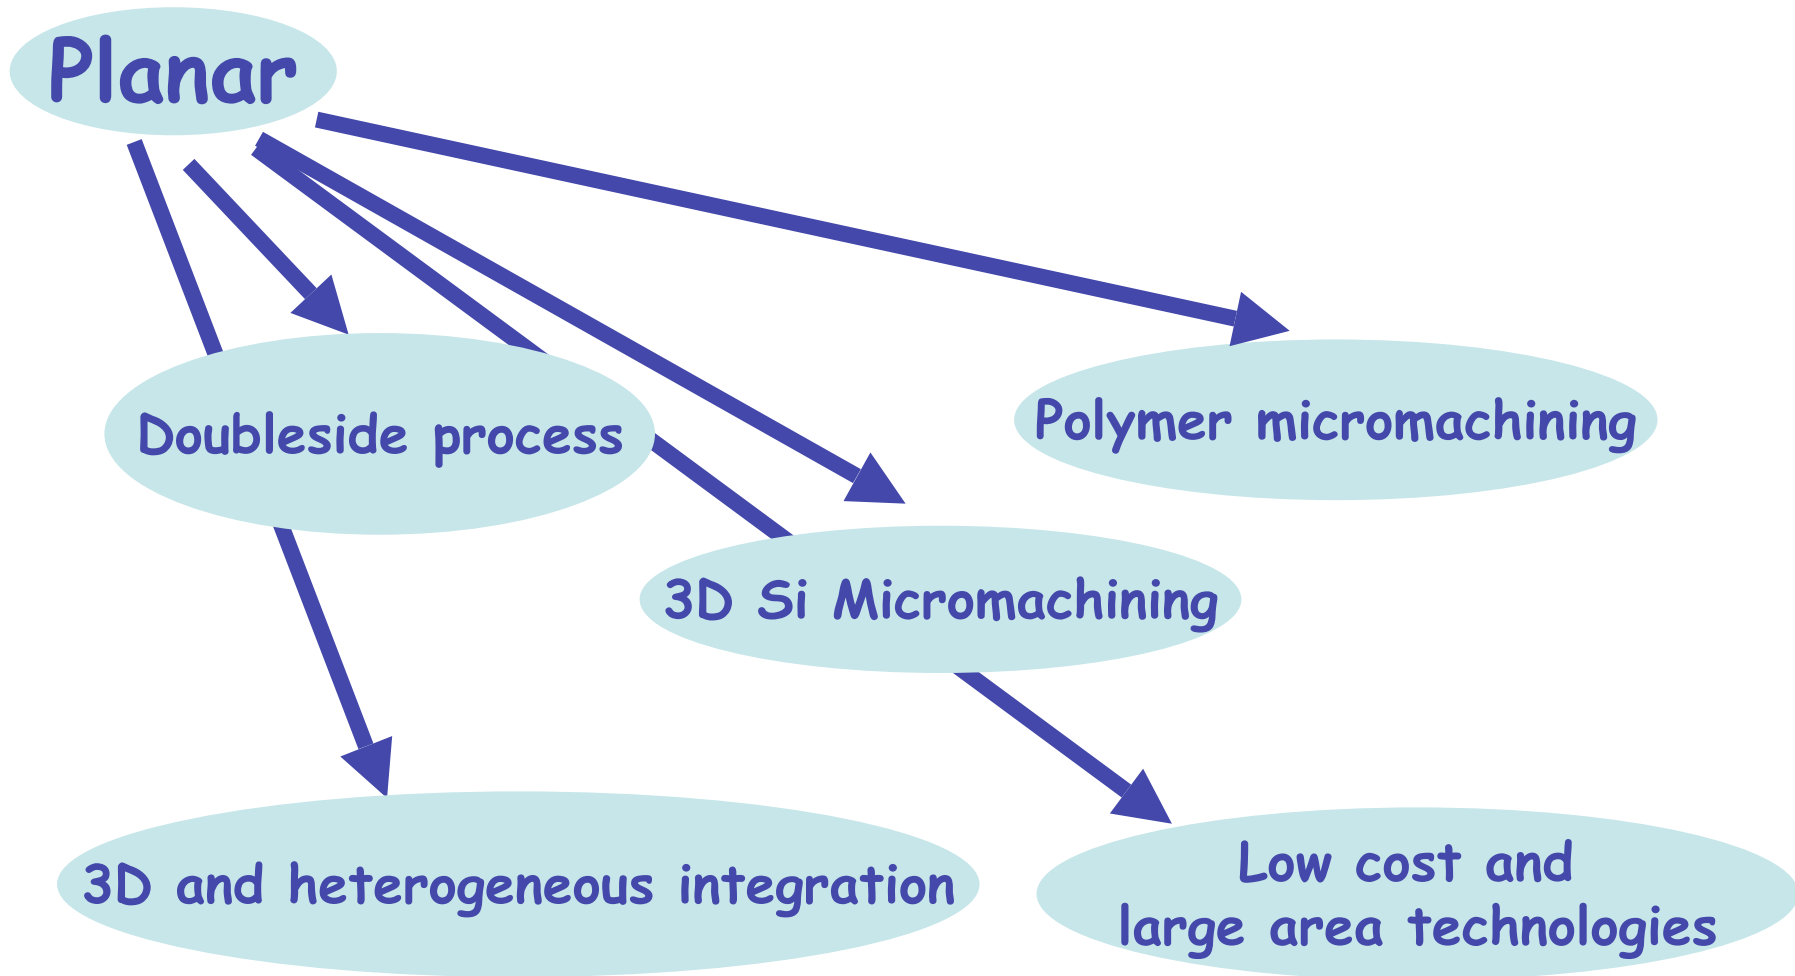 Planar
Doubleside process
Polymer micromachining
3D Si Micromachining
3D and heterogeneous integration
Low cost and
large area technologies